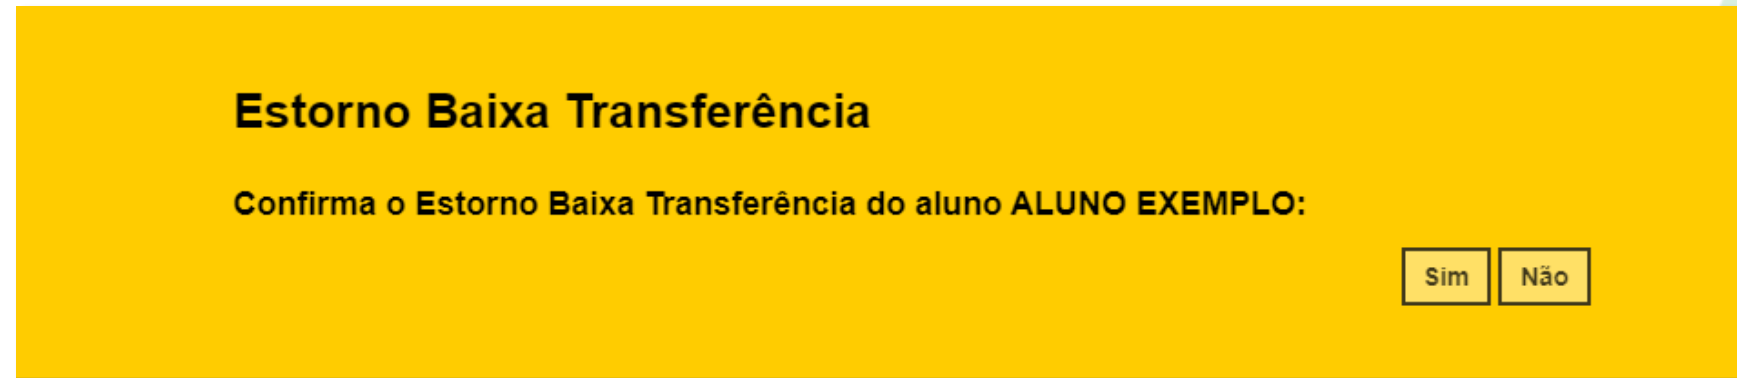 Estorno Baixa Transferência
Confirma o Estorno Baixa Transferência do aluno ALUNO EXEMPLO:
Sim Não